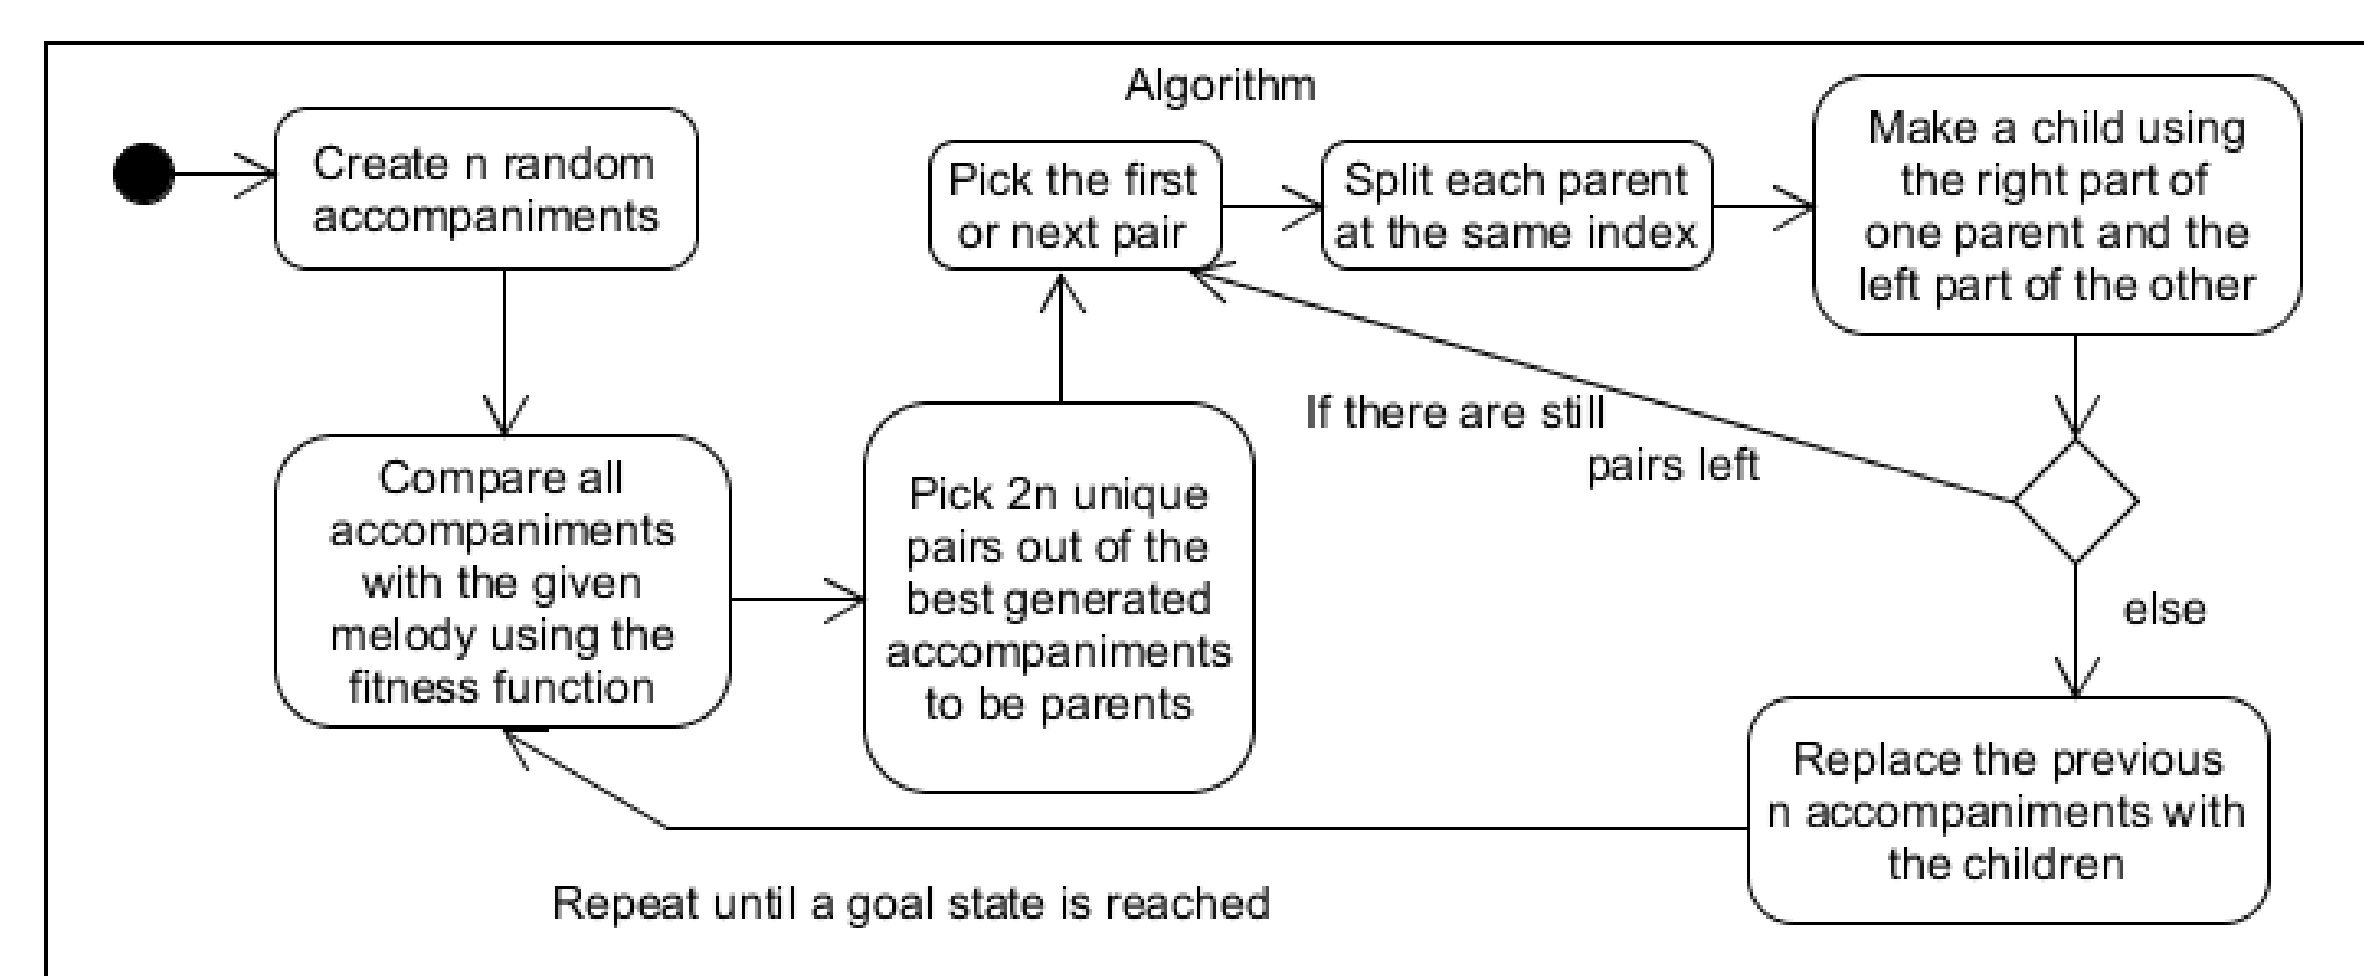 Algorithm
Create n random
accompaniments
Compare all
accompaniments
with the given
melody using the
fitness function
Pick 2n unique
pairs out of the
best generated
accompaniments
to be parents
Pick the first
or next pair
Split each parent
at the same index
Make a child using
the right part of
one parent and the
left part of the other
If there are still
pairs left
else
Replace the previous
n accompaniments with
the children
Repeat until a goal state is reached